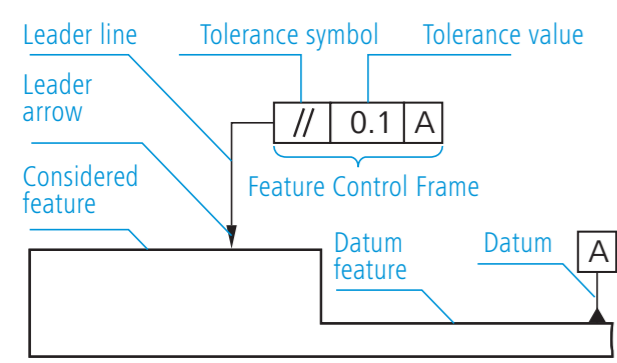 Leader line
Tolerance symbol
Tolerance value
Leader
arrow
// 0.1 A
Considered
feature
Feature Control Frame
Datum
feature
Datum
A